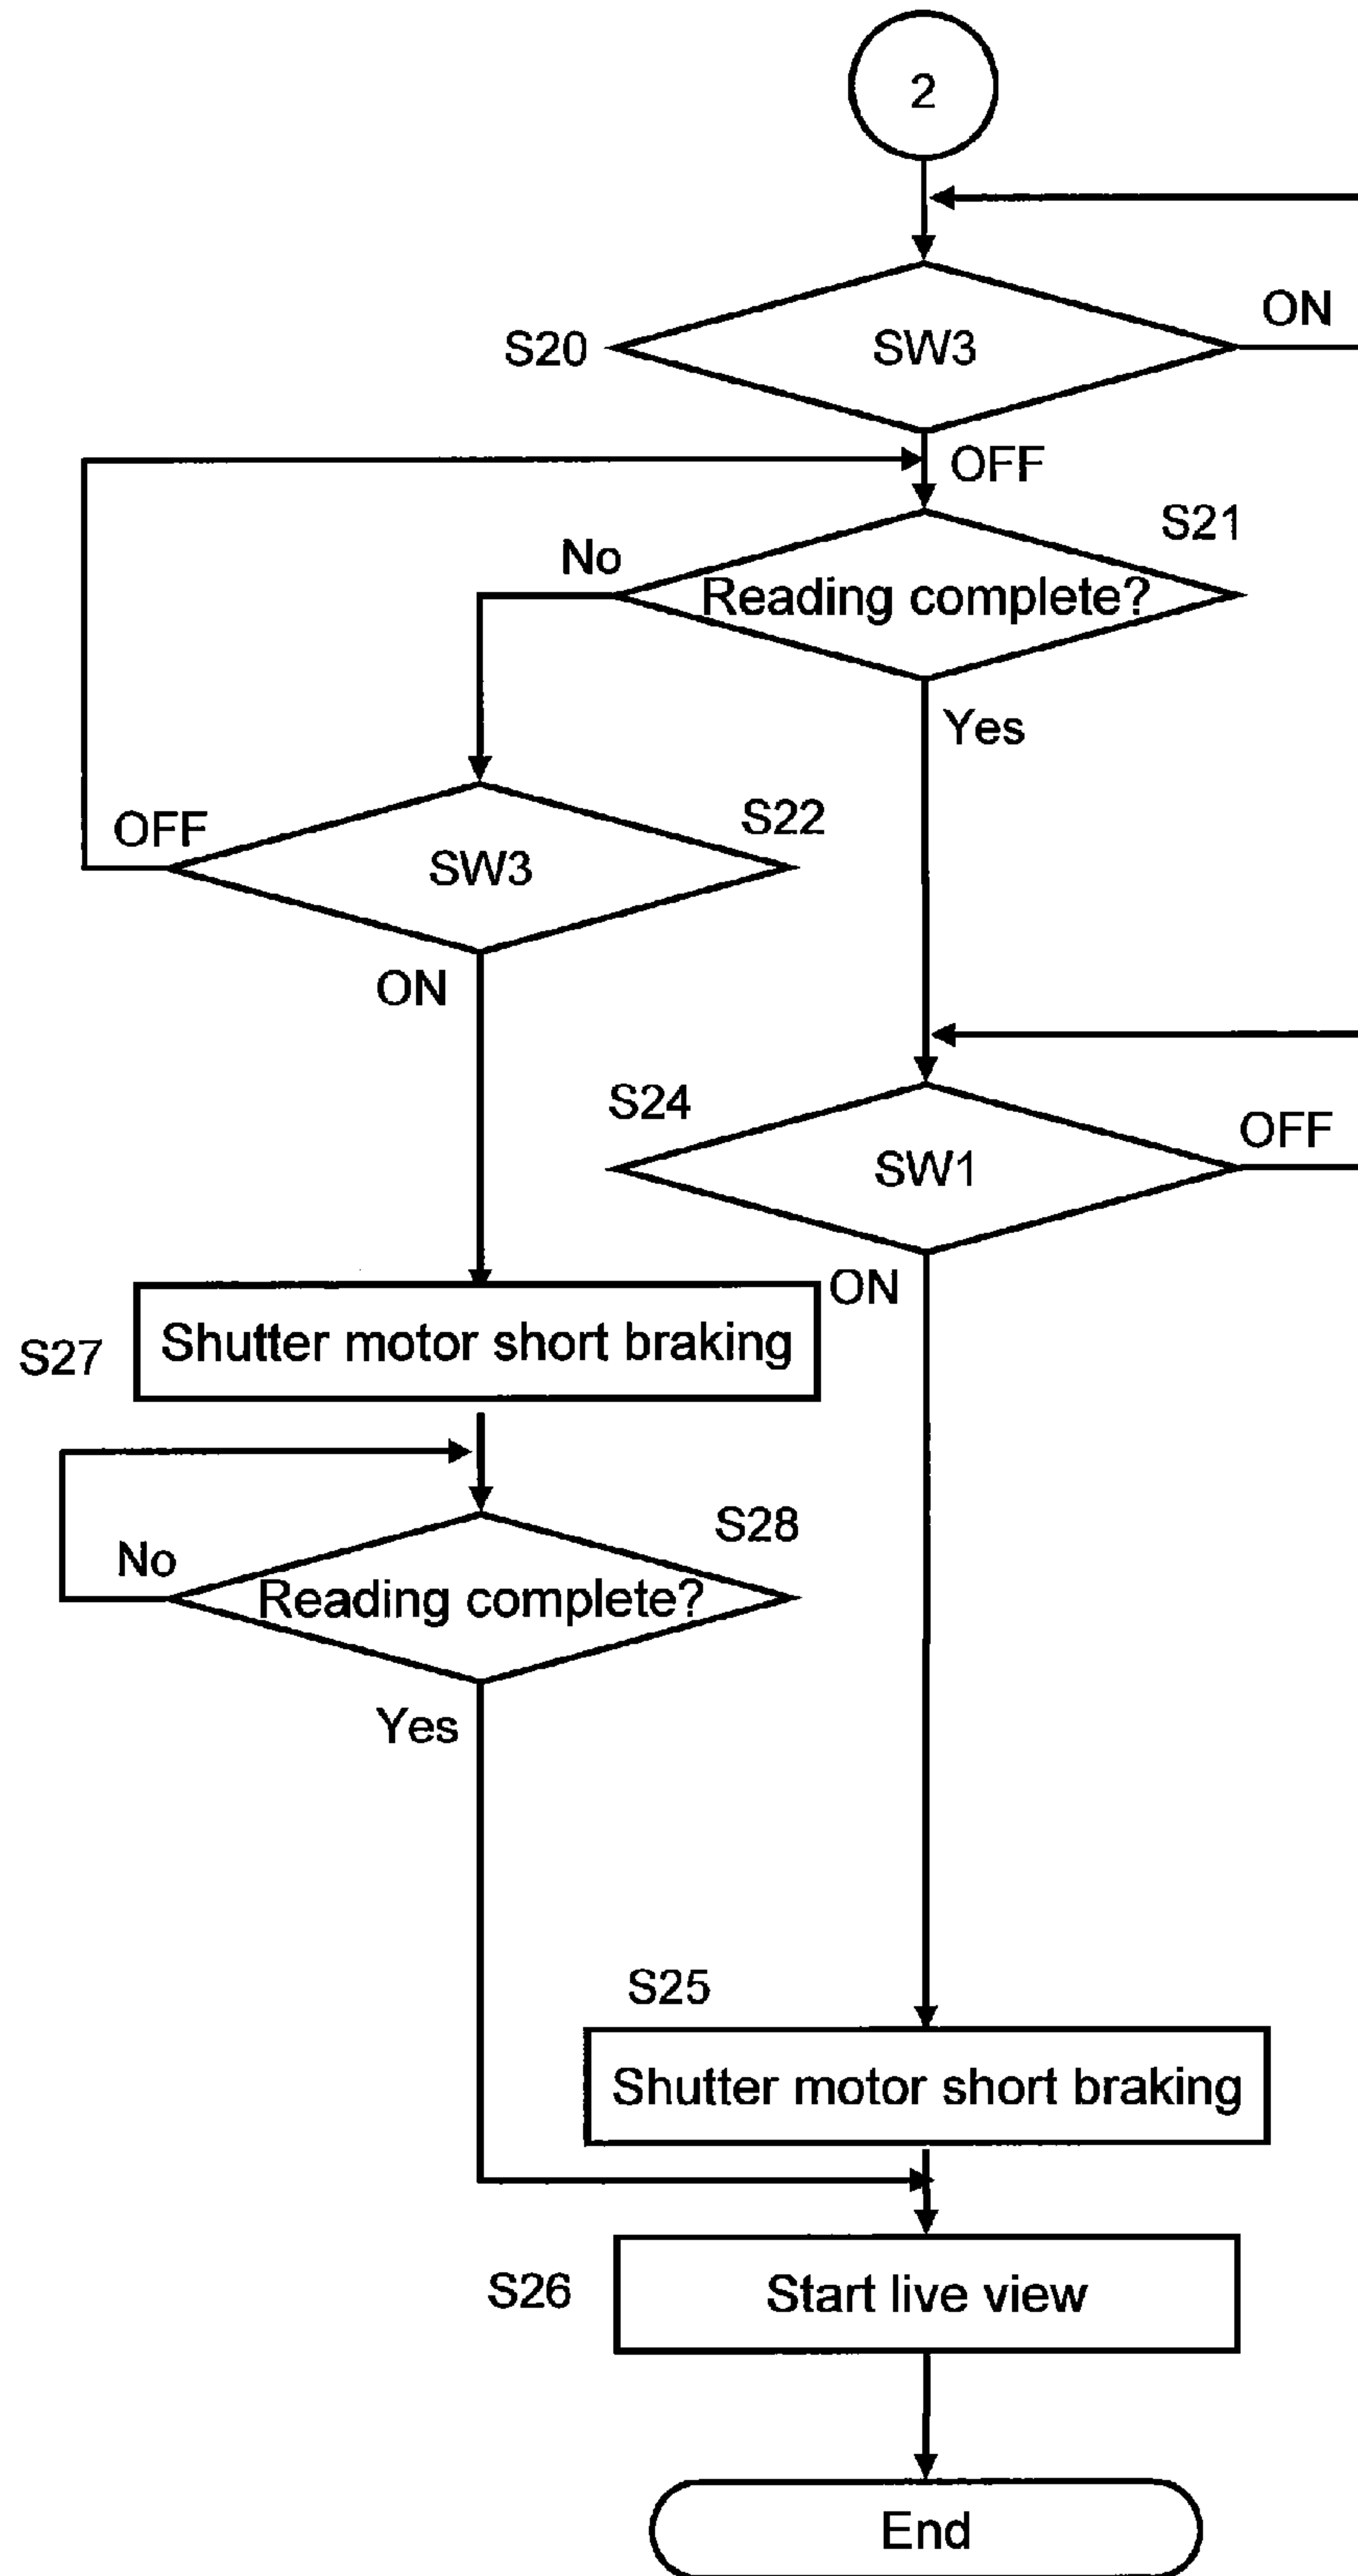 2
ON
S20
SW3
OFF
S21
No
Reading complete?
Yes
S22
OFF
SW3
ON
S24
OFF
SW1
ON
S27
Shutter motor short braking
S28
No
Reading complete?
Yes
S25
Shutter motor short braking
S26
Start live view
End